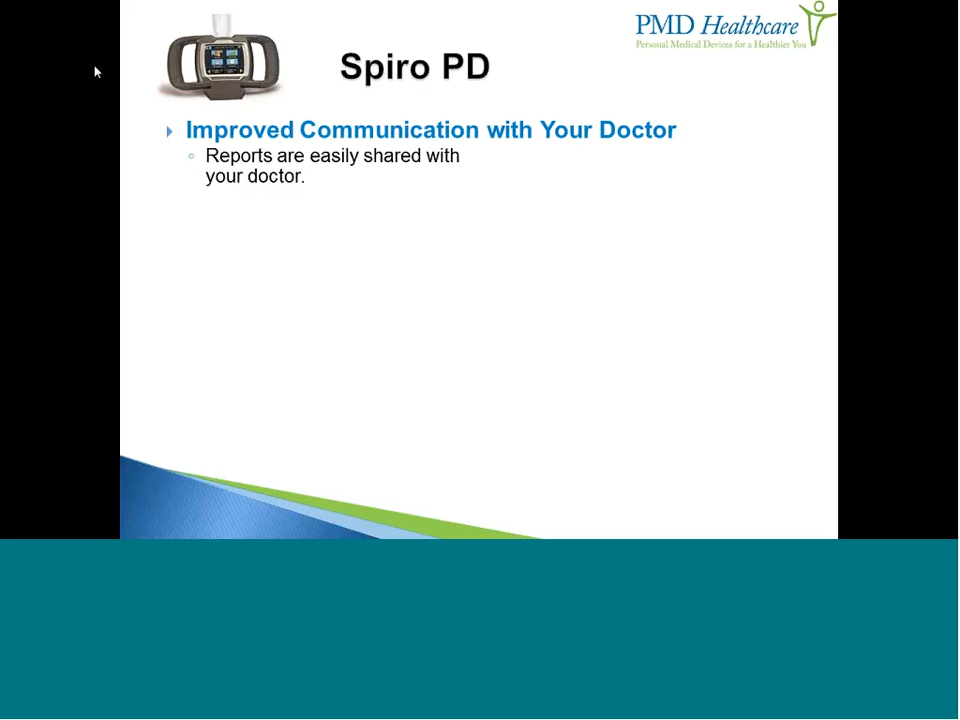 PMD Healthcare
Personal Medical Devices for a Healthier You
Spiro PD
Improved Communication with Your Doctor
Reports are easily shared with
your doctor.